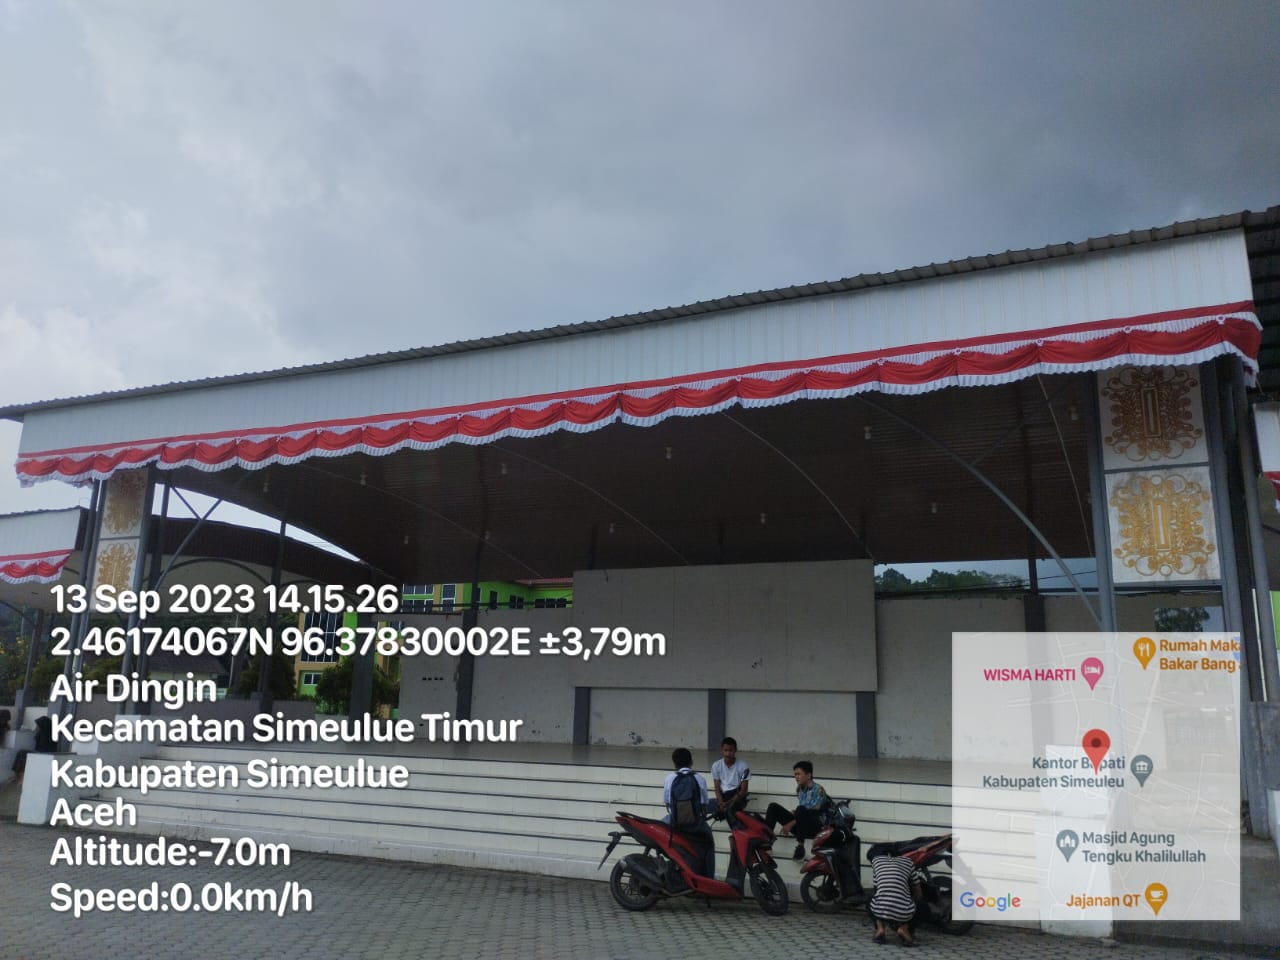 13 Sep 2023 14.15.26
2.46174067N 96.37830002E ±3,79m
Air Dingin
Kecamatan Simeulue Timur
Kabupaten Simeulue
Aceh
Altitude:-7.0m
Speed:0.0km/h
Rumah Maka
Bakar Bang
WISMA HARTI
Kantor Bupati
Kabupaten Simeuleu
Masjid Agung
Tengku Khalilullah
Jajanan QT
Google